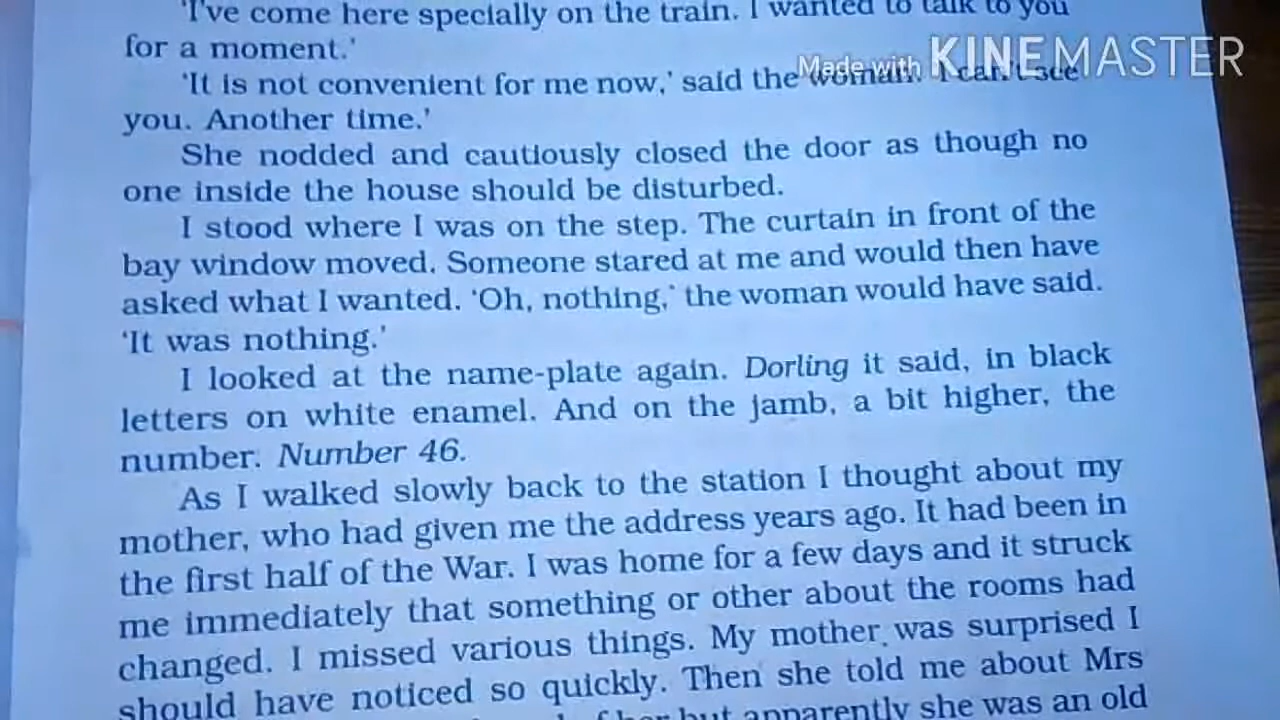 'I've come here specially on the train. I wanted to talk to you
for a moment.'
Made with KINEMASTER
'It is not convenient for me now,' said the woman. 'I can't see
you. Another time.'
She nodded and cautiously closed the door as though no
one inside the house should be disturbed.
I stood where I was on the step. The curtain in front of the
bay window moved. Someone stared at me and would then have
asked what I wanted. 'Oh, nothing,' the woman would have said.
'It was nothing.'
I looked at the name-plate again. Dorling it said, in black
letters on white enamel. And on the jamb, a bit higher, the
number. Number 46.
As I walked slowly back to the station I thought about my
mother, who had given me the address years ago. It had been in
the first half of the War. I was home for a few days and it struck
me immediately that something or other about the rooms had
changed. I missed various things. My mother was surprised I
should have noticed so quickly. Then she told me about Mrs
of her but apparently she was an old